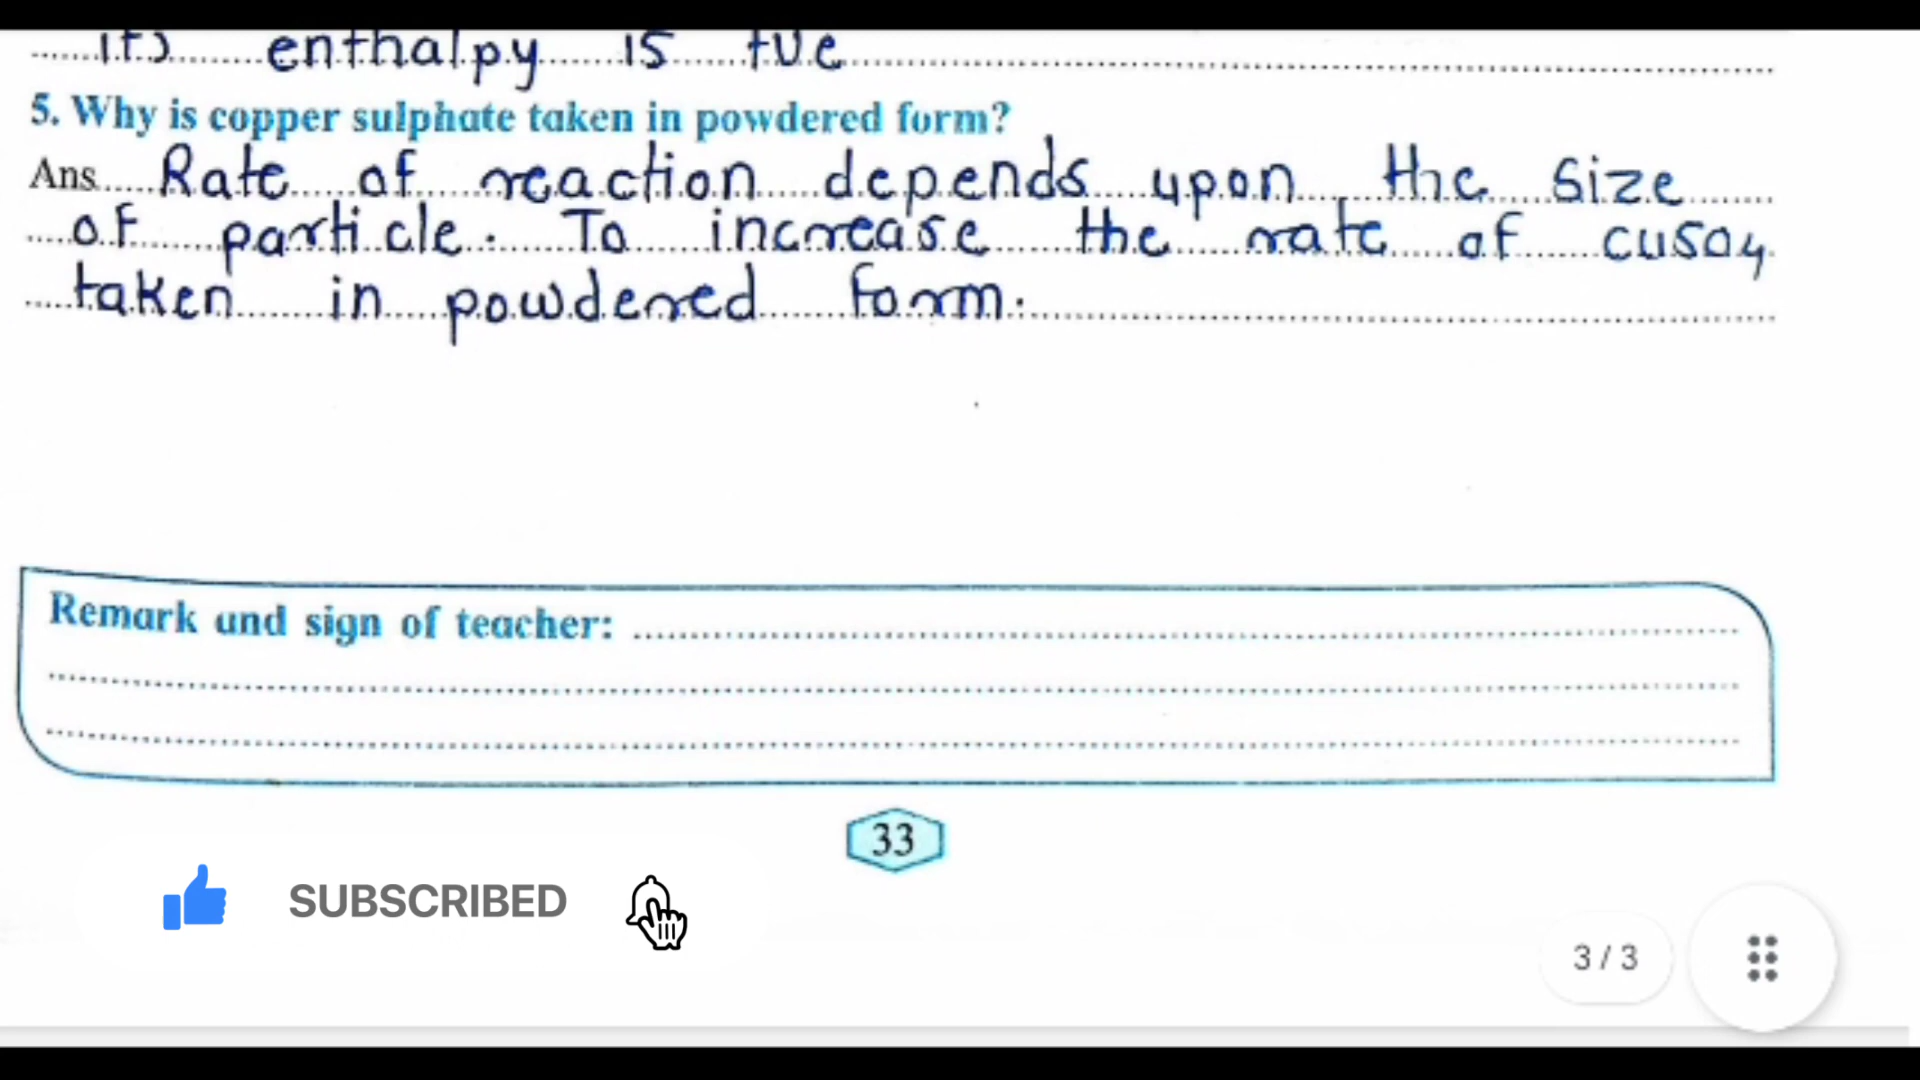 its enthalpy is +ve
5. Why is copper sulphate taken in powdered form?
Ans Rate of reaction depends upon the size
of particle. To increase the rate of cuso4
taken in powdered form.
Remark and sign of teacher:
33
SUBSCRIBED
3 / 3